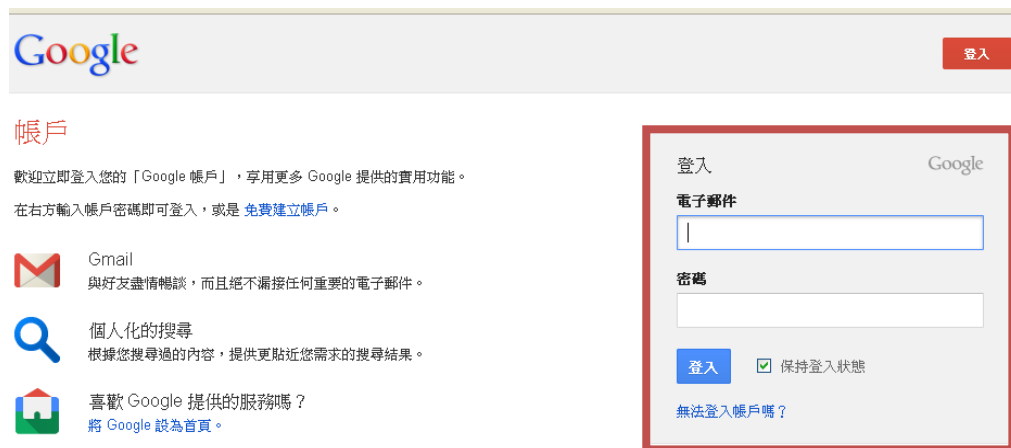 Google
登入
帳戶
歡迎立即登入您的「Google 帳戶」，享用更多 Google 提供的實用功能。
在右方輸入帳戶密碼即可登入，或是 免費建立帳戶。
Gmail
與好友盡情暢談，而且絕不漏接任何重要的電子郵件。
個人化的搜尋
根據您搜尋過的內容，提供更貼近您需求的搜尋結果。
喜歡 Google 提供的服務嗎？
將 Google 設為首頁。
登入 Google
電子郵件
密碼
登入 保持登入狀態
無法登入帳戶嗎？